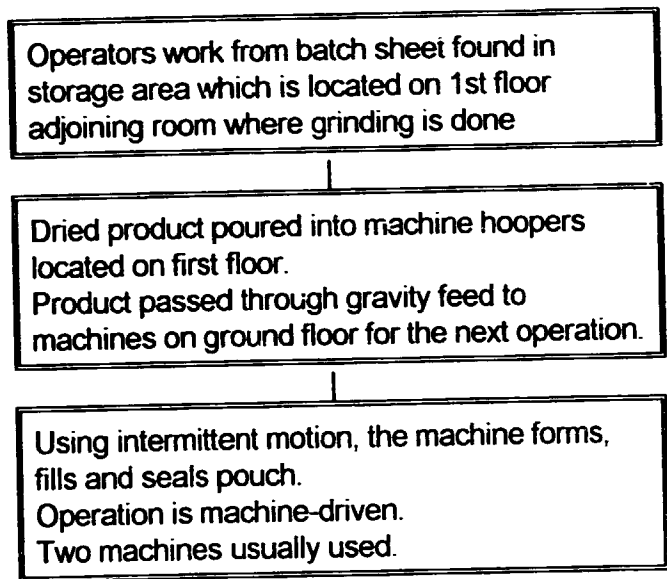 Operators work from batch sheet found in
storage area which is located on 1st floor
adjoining room where grinding is done
Dried product poured into machine hoopers
located on first floor.
Product passed through gravity feed to
machines on ground floor for the next operation.
Using intermittent motion, the machine forms,
fills and seals pouch.
Operation is machine-driven.
Two machines usually used.